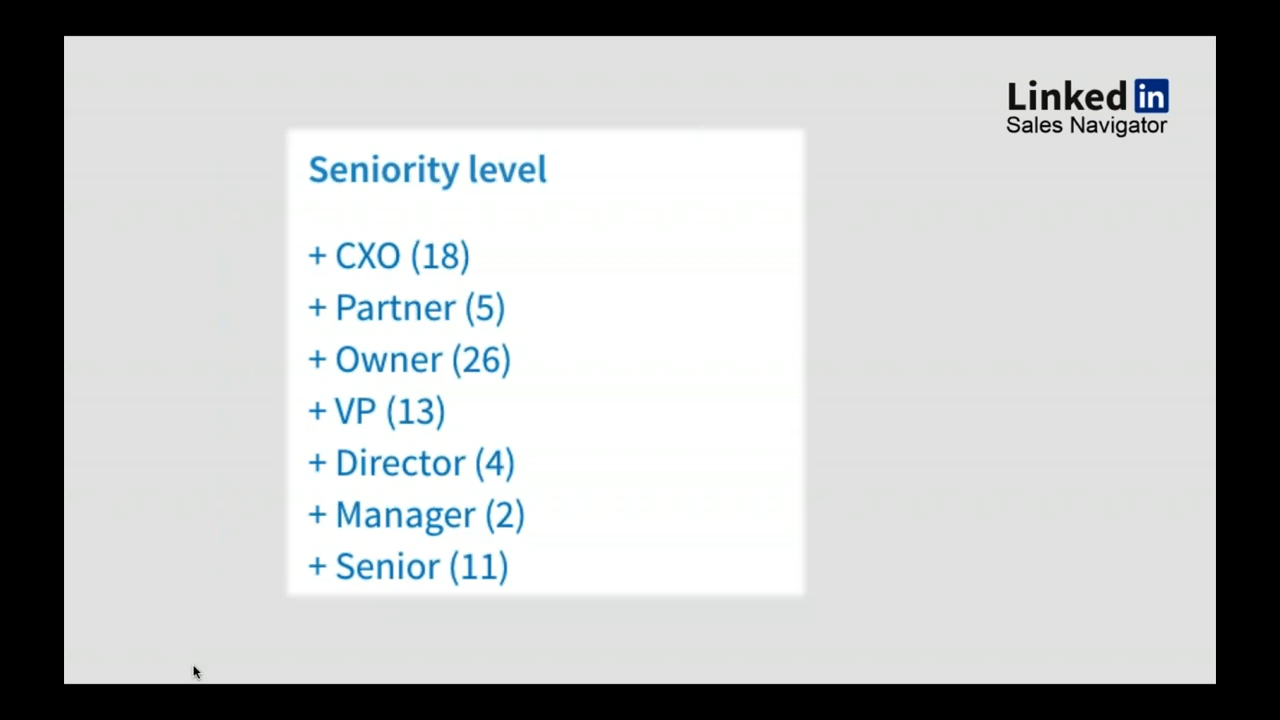 Linked in
Sales Navigator
Seniority level
+ CXO (18)
+ Partner (5)
+ Owner (26)
+ VP (13)
+ Director (4)
+ Manager (2)
+ Senior (11)